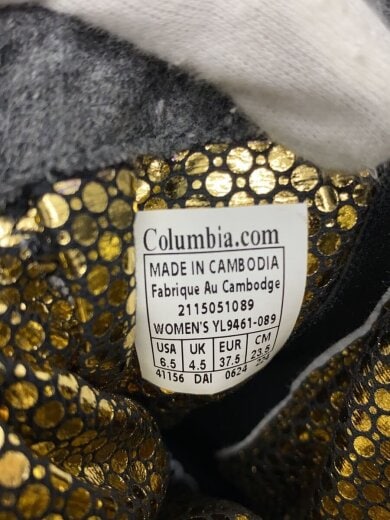 Columbia.com
MADE IN CAMBODIA
Fabrique Au Cambodge
2115051089
WOMEN'S YL9461-089
USA UK EUR CM
6.5 4.5 37.5 23.5
41156 DAI 0624